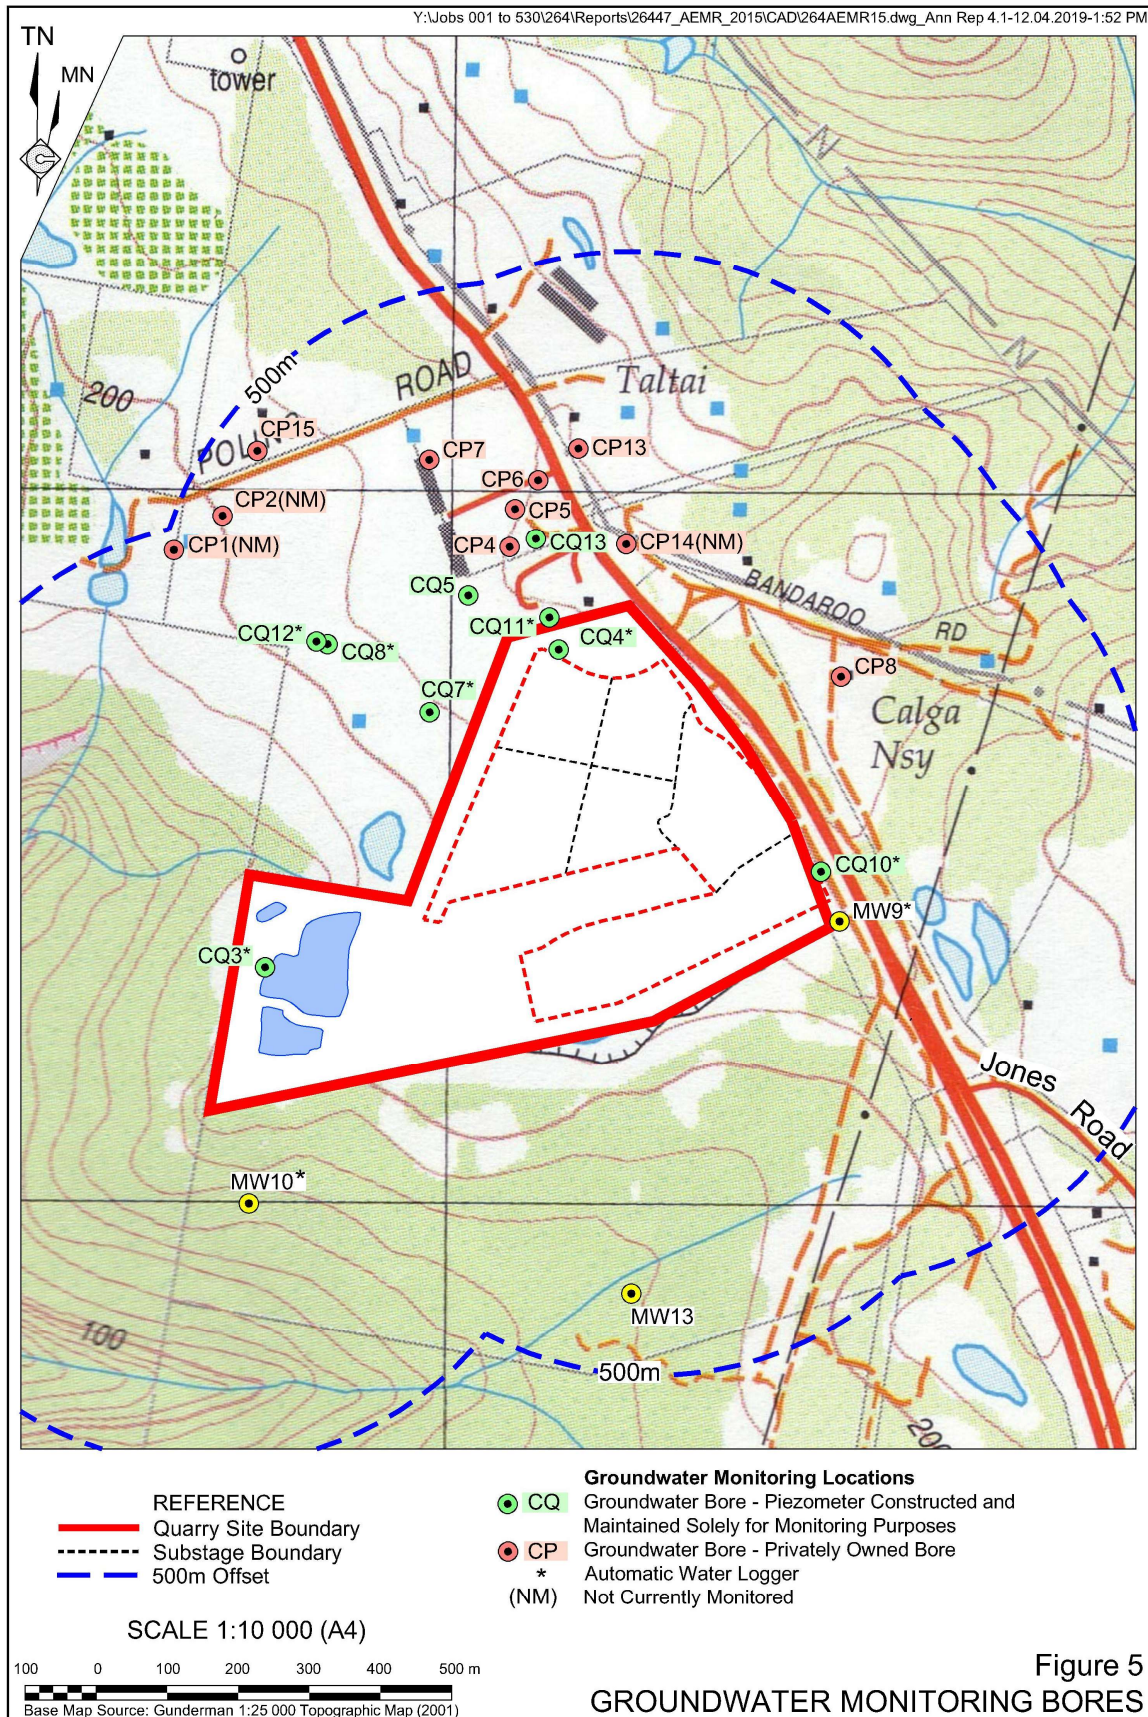 Y:\Jobs 001 to 530\264\Reports\26447_AEMR_2015\CAD\264AEMR15.dwg_Ann Rep 4.1-12.04.2019-1:52 PM
TN
MN
tower
N
N
500m
ROAD
Taltai
200
CP15
CP7
CP13
CP6
CP2(NM)
CP5
CP1(NM)
CP4
CQ13
CP14(NM)
CQ5
BANDAROO
RD
CQ11*
CQ4*
CQ12*
CQ8*
CP8
CQ7*
Calga
Nsy
CQ10*
MW9*
CQ3*
Jones
Road
MW10*
MW13
100
500m
200
REFERENCE
Quarry Site Boundary
Substage Boundary
500m Offset
SCALE 1:10 000 (A4)
100 0 100 200 300 400 500 m
Base Map Source: Gunderman 1:25 000 Topographic Map (2001)
Groundwater Monitoring Locations
CQ Groundwater Bore - Piezometer Constructed and
Maintained Solely for Monitoring Purposes
CP Groundwater Bore - Privately Owned Bore
* Automatic Water Logger
(NM) Not Currently Monitored
Figure 5
GROUNDWATER MONITORING BORES